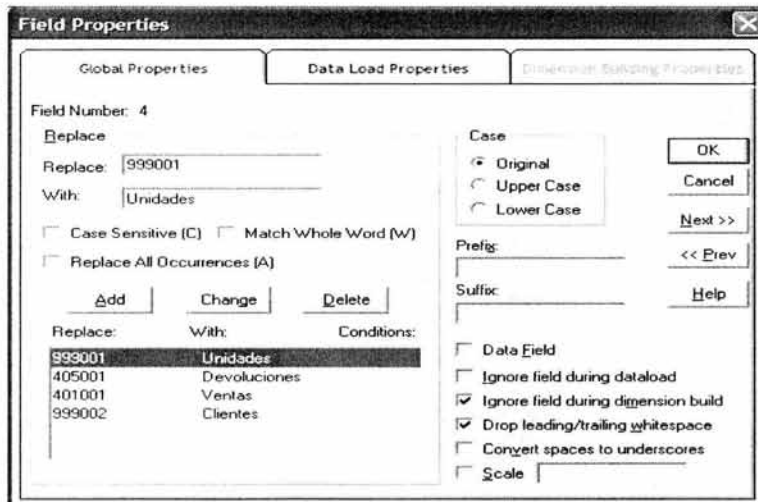 Field Properties
Global Properties
Data Load Properties
Dimension Building Properties
Field Number: 4
Replace
Replace: 999001
With: Unidades
Case Sensitive (C) Match Whole Word (W)
Replace All Occurrences (A)
Add Change Delete
Replace: With: Conditions:
999001 Unidades
405001 Devoluciones
401001 Ventas
999002 Clientes
Case
Original
Upper Case
Lower Case
Prefix:
Suffix:
Data Field
Ignore field during dataload
Ignore field during dimension build
Drop leading/trailing whitespace
Convert spaces to underscores
Scale
OK
Cancel
Next >>
<< Prev
Help